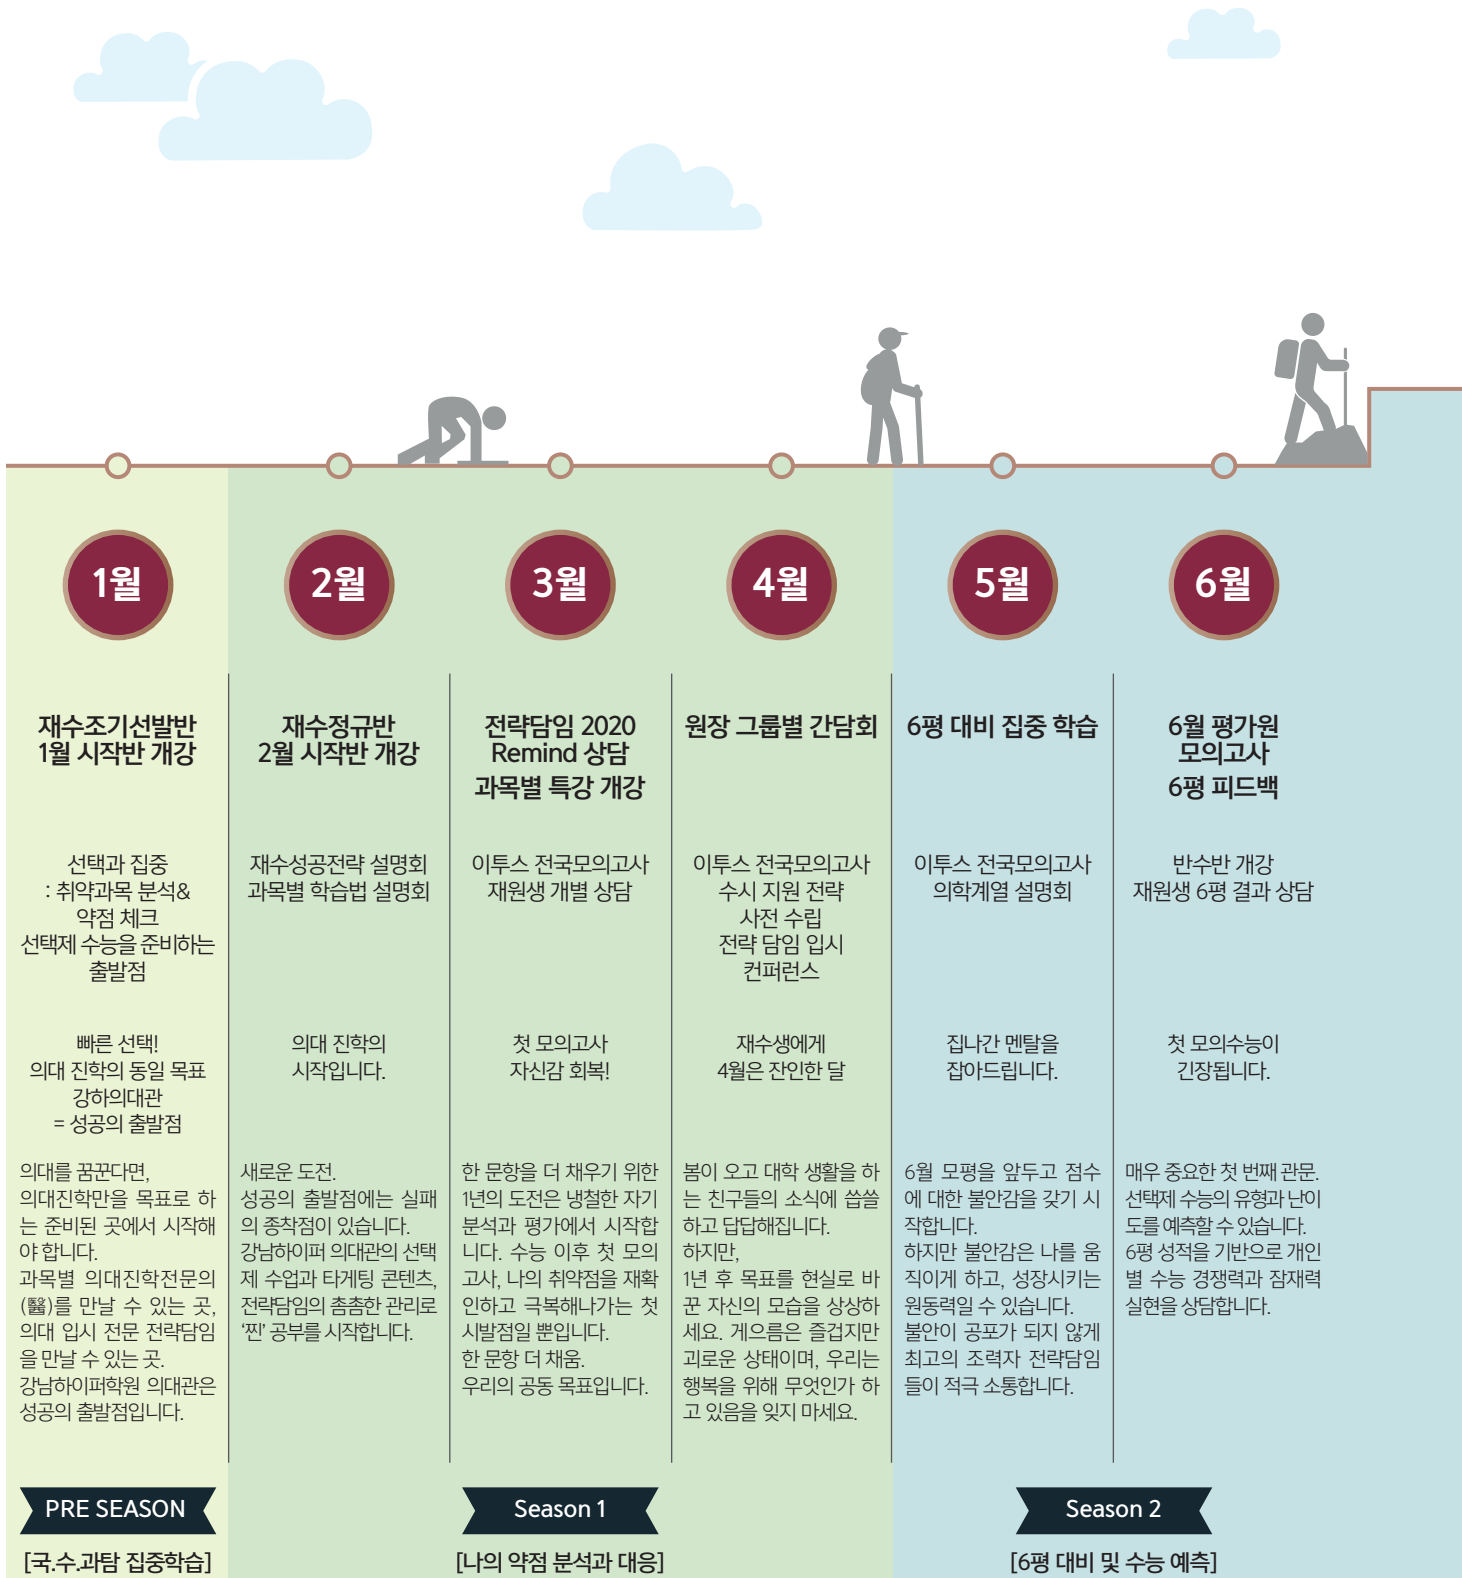 1월
재수조기선발반
1월 시작반 개강
선택과 집중
: 취약과목 분석&
약점 체크
선택제 수능을 준비하는
출발점
빠른 선택!
의대 진학의 동일 목표
강하의대관
= 성공의 출발점
의대를 꿈꾼다면,
의대진학만을 목표로 하
는 준비된 곳에서 시작해
야 합니다.
과목별 의대진학전문의
(醫)를 만날 수 있는 곳,
의대 입시 전문 전략담임
을 만날 수 있는 곳.
강남하이퍼학원 의대관은
성공의 출발점입니다.
PRE SEASON
[국.수.과탐 집중학습]
2월
재수정규반
2월 시작반 개강
재수성공전략 설명회
과목별 학습법 설명회
의대 진학의
시작입니다.
새로운 도전.
성공의 출발점에는 실패
의 종착점이 있습니다.
강남하이퍼 의대관의 선택
제 수업과 타게팅 콘텐츠,
전략담임의 촘촘한 관리로
‘찐’ 공부를 시작합니다.
3월
전략담임 2020
Remind 상담
과목별 특강 개강
이투스 전국모의고사
재원생 개별 상담
첫 모의고사
자신감 회복!
한 문항을 더 채우기 위한
1년의 도전은 냉철한 자기
분석과 평가에서 시작합
니다. 수능 이후 첫 모의
고사, 나의 취약점을 재확
인하고 극복해나가는 첫
시발점일 뿐입니다.
한 문항 더 채움.
우리의 공동 목표입니다.
4월
원장 그룹별 간담회
이투스 전국모의고사
수시 지원 전략
사전 수립
전략 담임 입시
컨퍼런스
재수생에게
4월은 잔인한 달
봄이 오고 대학 생활을 하
는 친구들의 소식에 씁쓸
하고 답답해집니다.
하지만,
1년 후 목표를 현실로 바
꾼 자신의 모습을 상상하
세요. 게으름은 즐겁지만
괴로운 상태이며, 우리는
행복을 위해 무엇인가 하
고 있음을 잊지 마세요.
Season 1
[나의 약점 분석과 대응]
5월
6평 대비 집중 학습
이투스 전국모의고사
의학계열 설명회
집나간 멘탈을
잡아드립니다.
6월 모평을 앞두고 점수
에 대한 불안감을 갖기 시
작합니다.
하지만 불안감은 나를 움
직이게 하고, 성장시키는
원동력일 수 있습니다.
불안이 공포가 되지 않게
최고의 조력자 전략담임
들이 적극 소통합니다.
6월
6월 평가원
모의고사
6평 피드백
반수반 개강
재원생 6평 결과 상담
첫 모의수능이
긴장됩니다.
매우 중요한 첫 번째 관문.
선택제 수능의 유형과 난이
도를 예측할 수 있습니다.
6평 성적을 기반으로 개인
별 수능 경쟁력과 잠재력
실현을 상담합니다.
Season 2
[6평 대비 및 수능 예측]